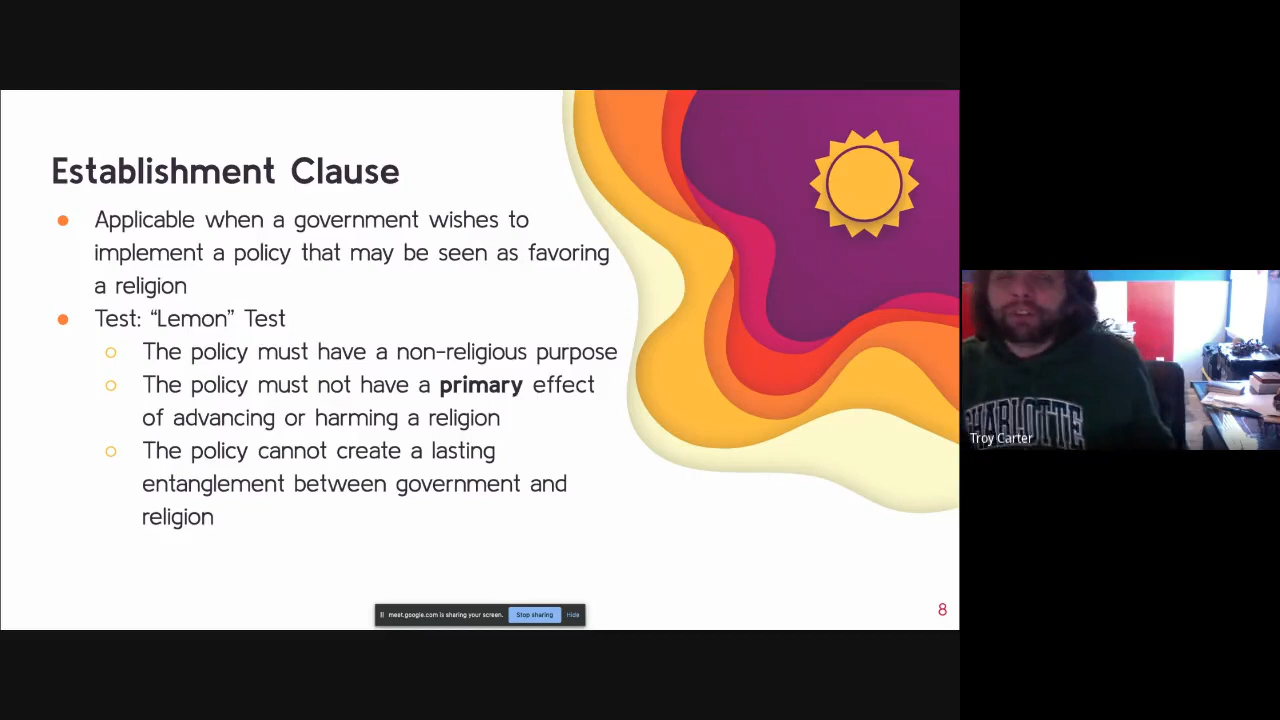 Establishment Clause
● Applicable when a government wishes to
implement a policy that may be seen as favoring
a religion
● Test: “Lemon” Test
○ The policy must have a non-religious purpose
○ The policy must not have a primary effect
of advancing or harming a religion
○ The policy cannot create a lasting
entanglement between government and
religion
meet.google.com is sharing your screen. Stop sharing Hide
8
CHARLOTTE
Troy Carter